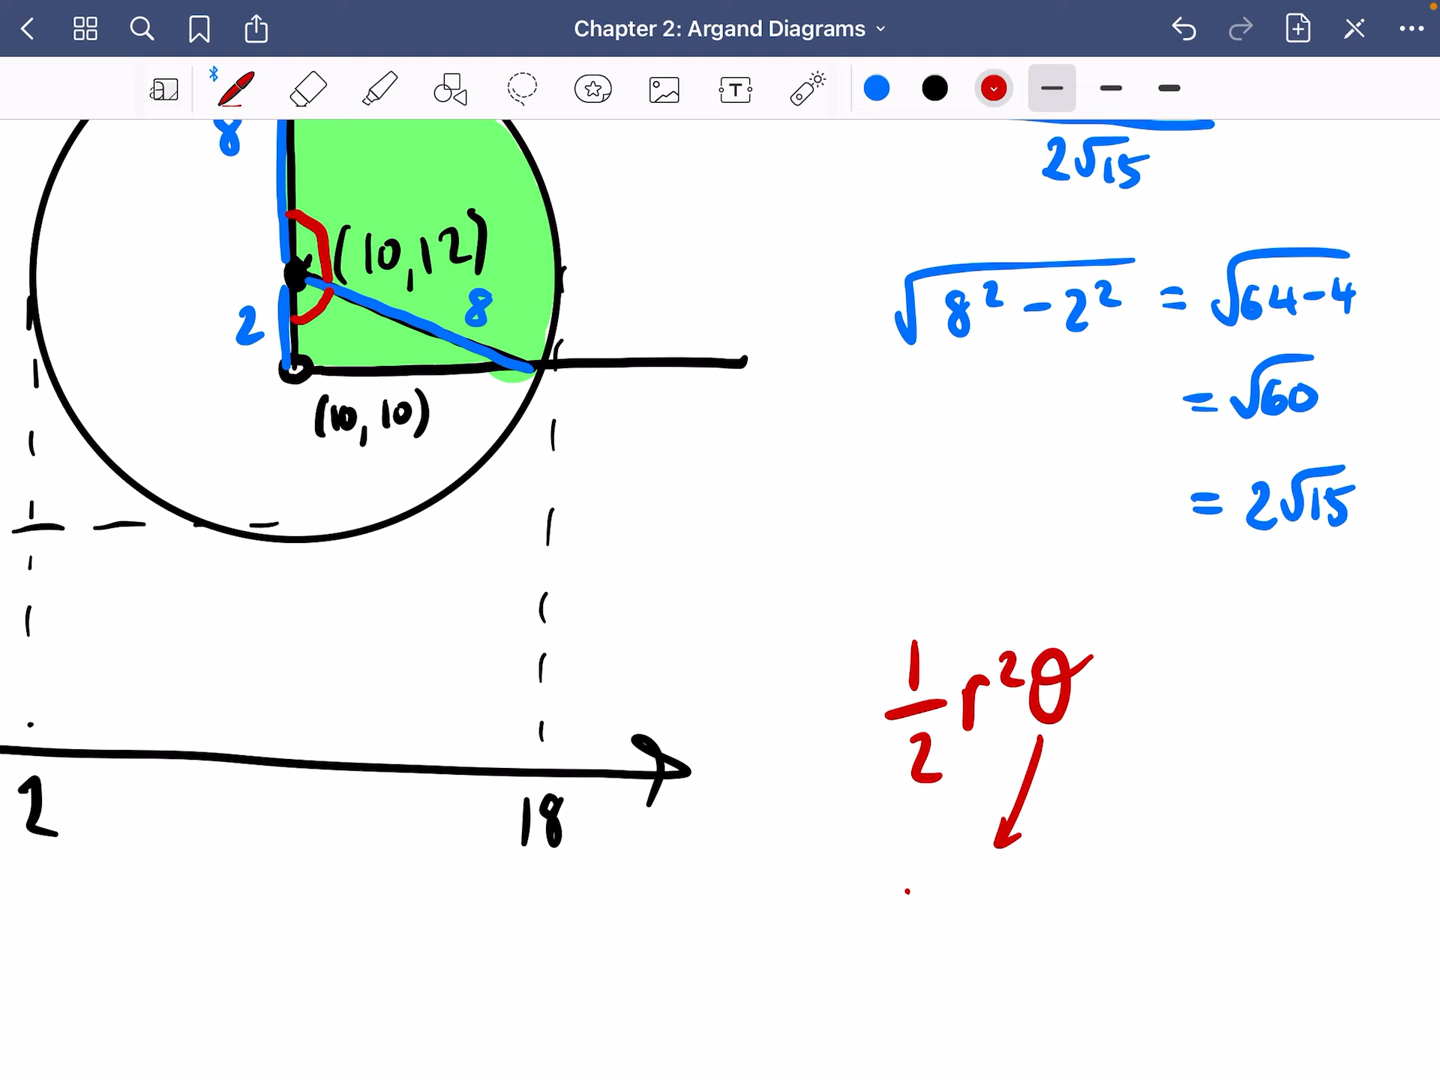 Chapter 2: Argand Diagrams
T
8
2√15
(10,12)
8
2
√8² - 2² = √64-4
(10, 10)
= √60
= 2√15
1/2 r²θ
2
18